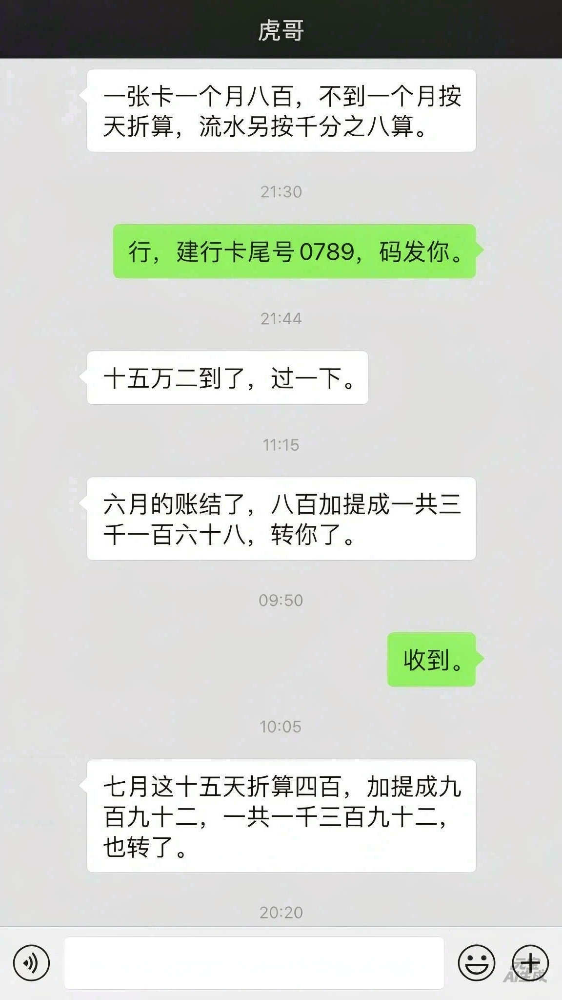 虎哥
一张卡一个月八百，不到一个月按
天折算，流水另按千分之八算。
21:30
行，建行卡尾号0789，码发你。
21:44
十五万二到了，过一下。
11:15
六月的账结了，八百加提成一共三
千一百六十八，转你了。
09:50
收到。
10:05
七月这十五天折算四百，加提成九
百九十二，一共一千三百九十二，
也转了。
20:20
元宝
AI生成